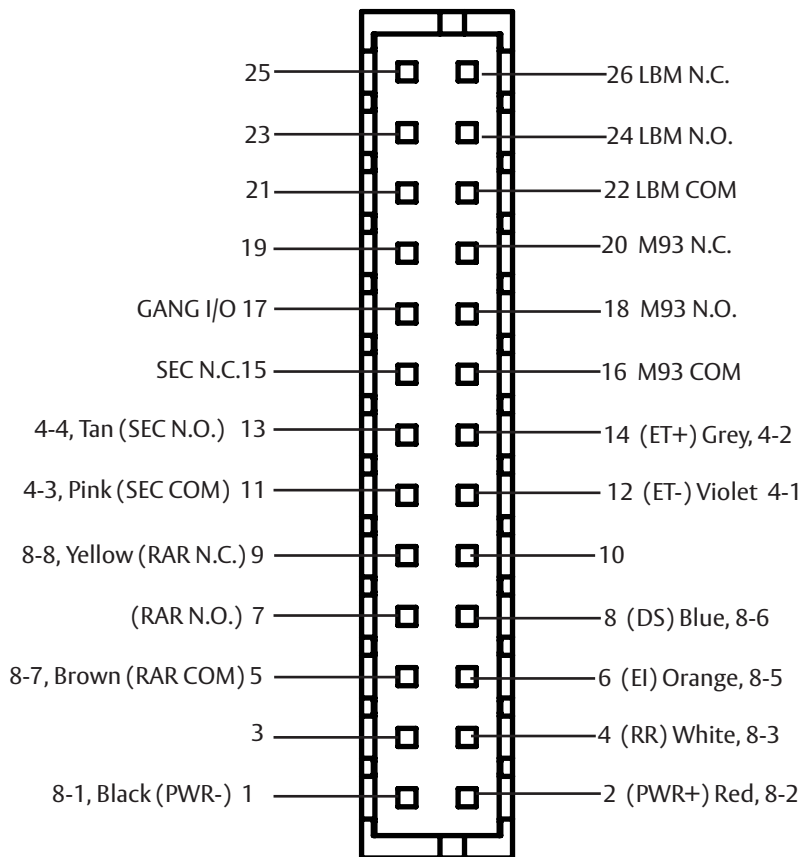 25
26 LBM N.C.
23
24 LBM N.O.
21
22 LBM COM
19
20 M93 N.C.
GANG I/O 17
18 M93 N.O.
SEC N.C.15
16 M93 COM
4-4, Tan (SEC N.O.) 13
14 (ET+) Grey, 4-2
4-3, Pink (SEC COM) 11
12 (ET-) Violet 4-1
8-8, Yellow (RAR N.C.) 9
10
(RAR N.O.) 7
8 (DS) Blue, 8-6
8-7, Brown (RAR COM) 5
6 (EI) Orange, 8-5
3
4 (RR) White, 8-3
8-1, Black (PWR-) 1
2 (PWR+) Red, 8-2